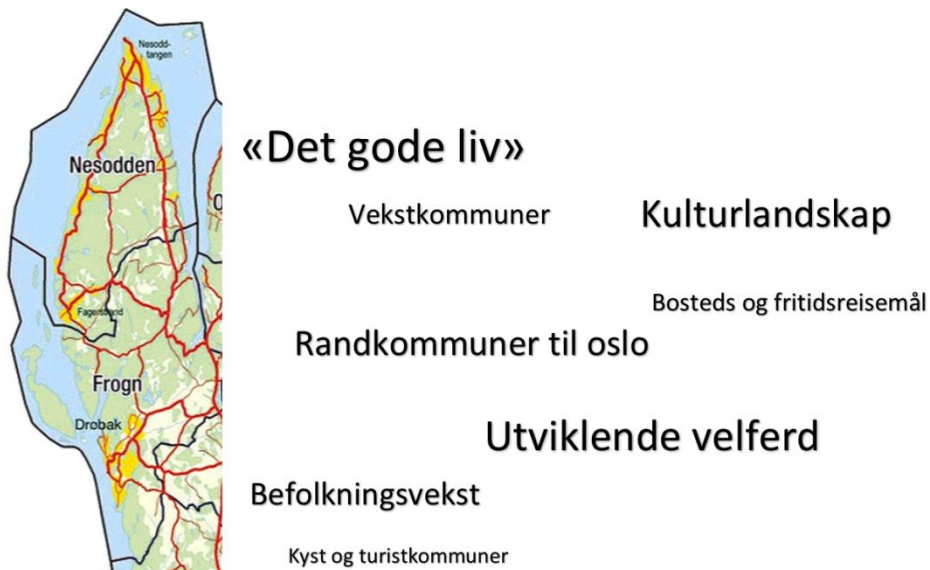 Nesodd-
tangen
Nesodden
O
Fagerstrand
Frogn
Drøbak
«Det gode liv»
Vekstkommuner
Kulturlandskap
Bosteds og fritidsreisemål
Randkommuner til oslo
Utviklende velferd
Befolkningsvekst
Kyst og turistkommuner